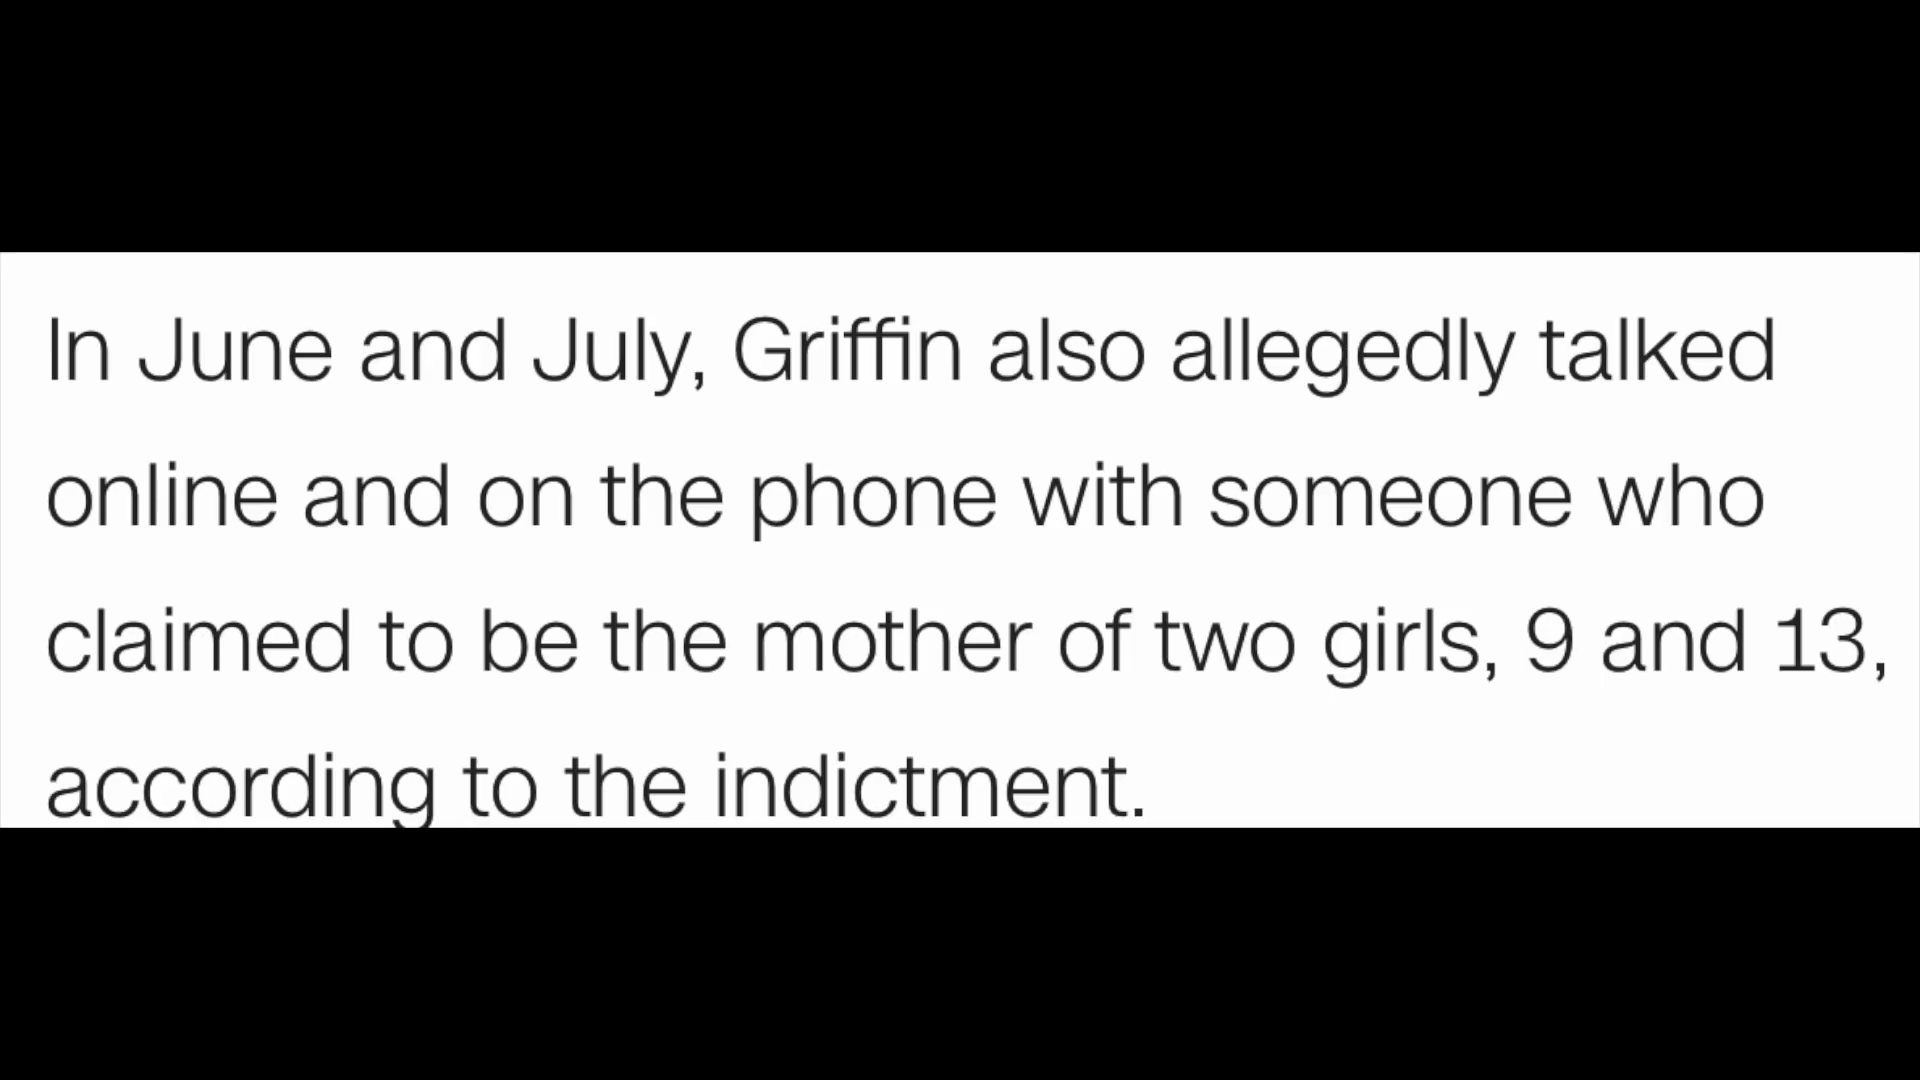 In June and July, Griffin also allegedly talked
online and on the phone with someone who
claimed to be the mother of two girls, 9 and 13,
according to the indictment.